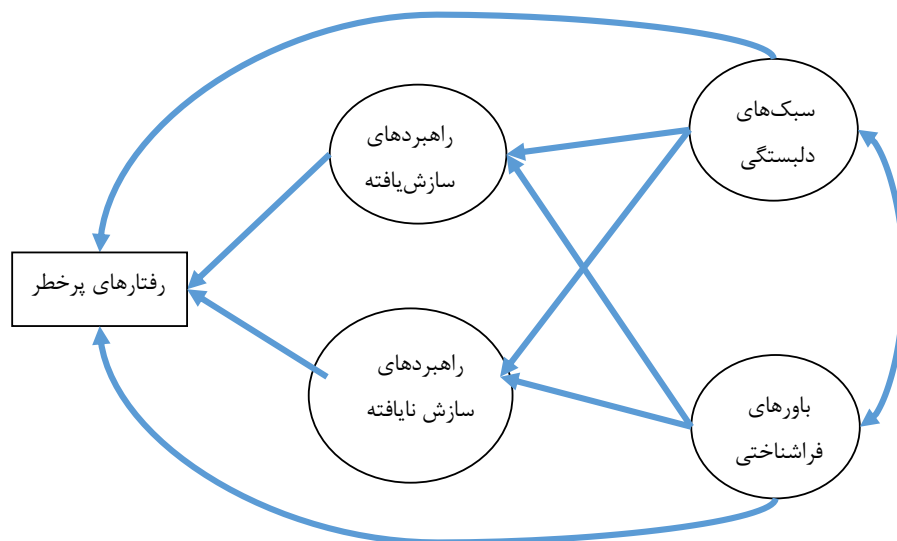 سبک‌های
دلبستگی
راهبردهای
سازش‌یافته
رفتارهای پرخطر
راهبردهای
سازش نایافته
باورهای
فراشناختی